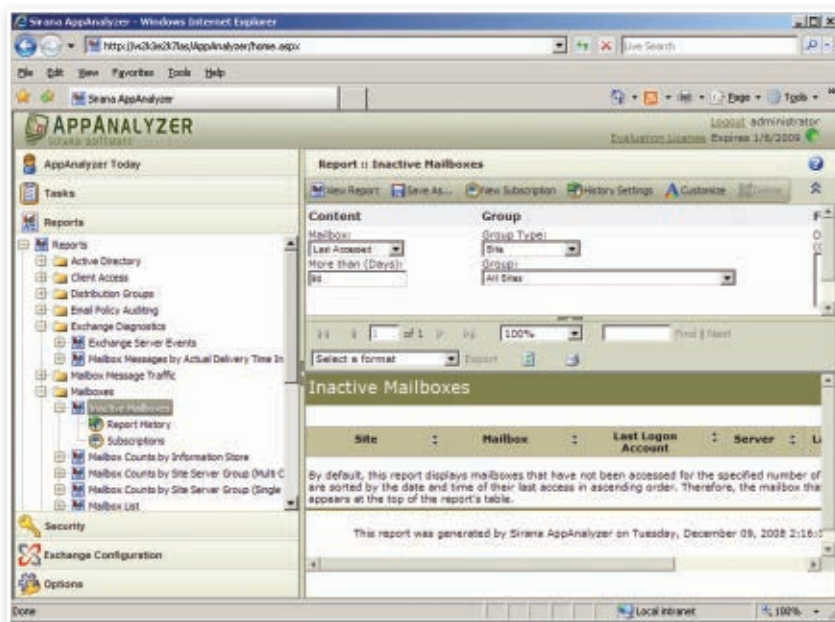 Sirana AppAnalyzer - Windows Internet Explorer
Live Search
File Edit View Favorites Tools Help
Sirana AppAnalyzer
Page Tools
APPANALYZER
sirana software
Logout administrator
Evaluation License Expires 1/6/2009
AppAnalyzer Today
Tasks
Reports
Reports
Active Directory
Client Access
Distribution Groups
Email Policy Auditing
Exchange Diagnostics
Exchange Server Events
Mailbox Messages by Actual Delivery Time In
Mailbox Message Traffic
Mailboxes
Inactive Mailboxes
Report History
Subscriptions
Mailbox Counts by Information Store
Mailbox Counts by Site Server Group (Multi C
Mailbox Counts by Site Server Group (Single
Mailbox List
Security
Exchange Configuration
Options
Report :: Inactive Mailboxes
View Report Save As... New Subscription History Settings Customize Delete
Content Group
Mailbox: Group Type:
Last Accessed Site
More than (Days): Group:
All Sites
1 of 1 100% Find | Next
Select a format Export
Inactive Mailboxes
Site Mailbox Last Logon Account Server
By default, this report displays mailboxes that have not been accessed for the specified number of
are sorted by the date and time of their last access in ascending order. Therefore, the mailbox tha
appears at the top of the report's table.
This report was generated by Sirana AppAnalyzer on Tuesday, December 09, 2008 2:16:
Done Local intranet 100%